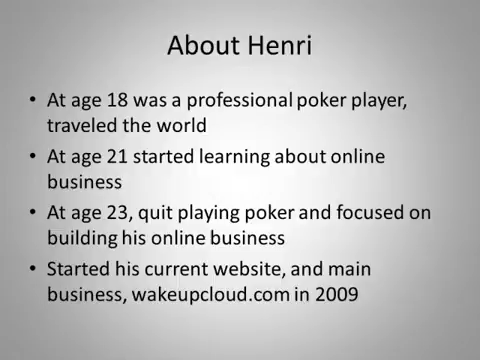 About Henri
• At age 18 was a professional poker player,
traveled the world
• At age 21 started learning about online
business
• At age 23, quit playing poker and focused on
building his online business
• Started his current website, and main
business, wakeupcloud.com in 2009